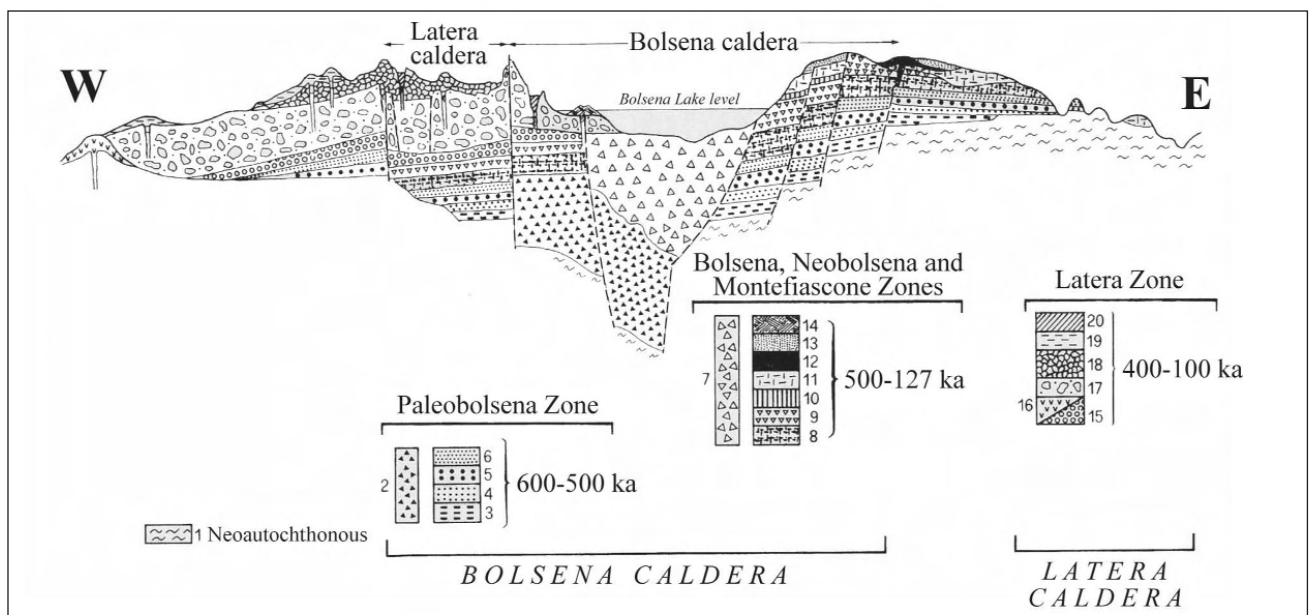 Latera
caldera
Bolsena caldera
W
E
Bolsena Lake level
Bolsena, Neobolsena and
Montefiascone Zones
7
14
13
12
11
10
9
8
500-127 ka
Latera Zone
20
19
18
17
16
15
400-100 ka
Paleobolsena Zone
2
6
5
4
3
600-500 ka
1 Neoautochthonous
BOLSENA CALDERA
LATERA
CALDERA